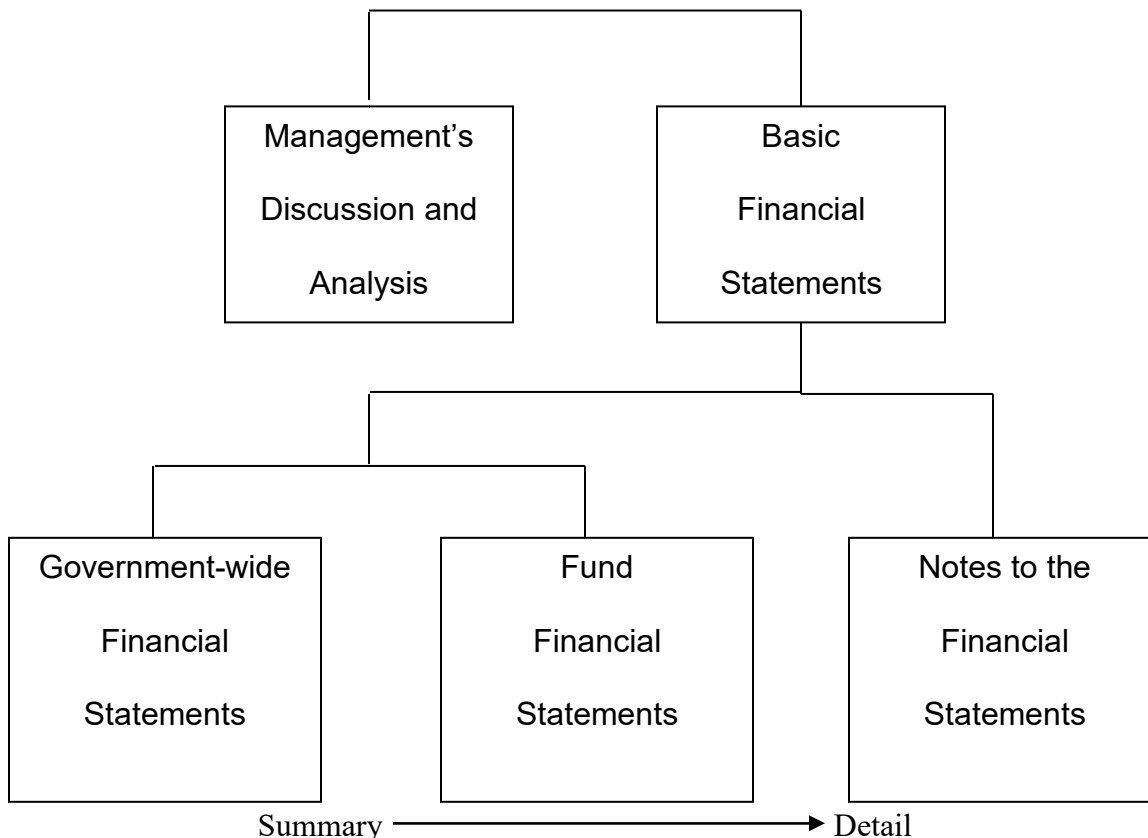 Management’s
Discussion and
Analysis
Basic
Financial
Statements
Government-wide
Financial
Statements
Fund
Financial
Statements
Notes to the
Financial
Statements
Summary
Detail